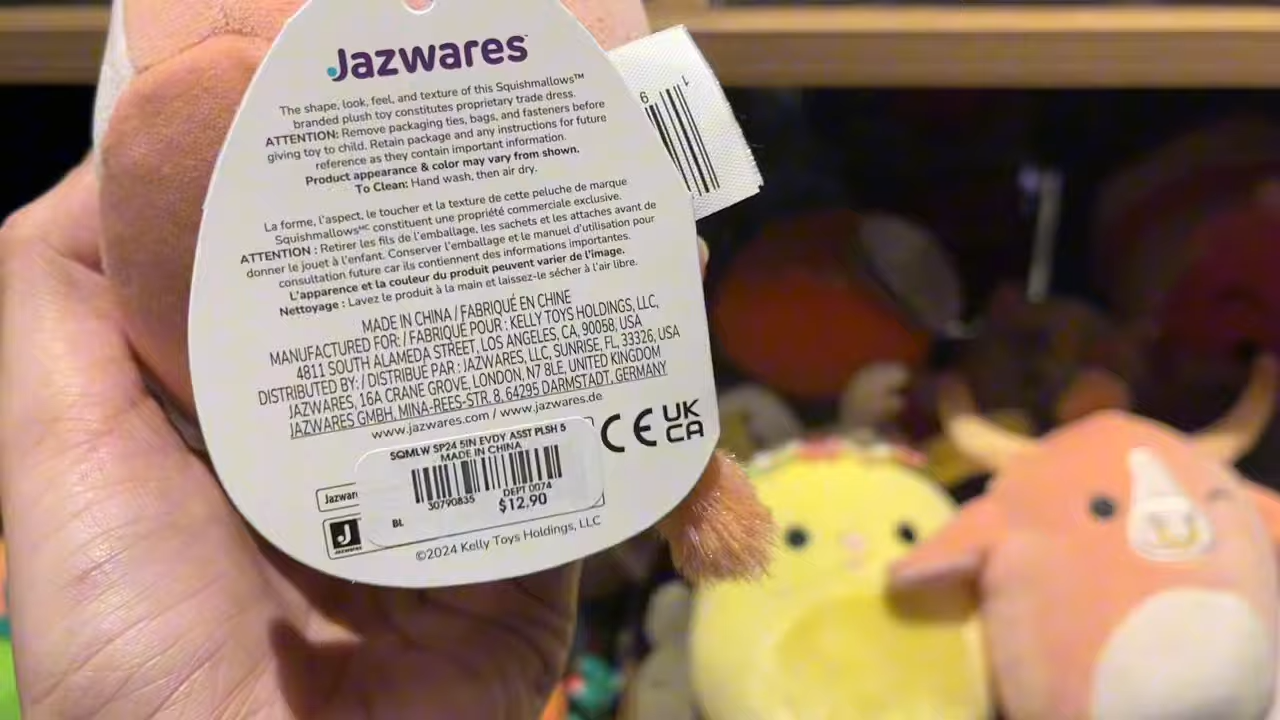 Jazwares
The shape, look, feel, and texture of this Squishmallows™
branded plush toy constitutes proprietary trade dress.
ATTENTION: Remove packaging ties, bags, and fasteners before
giving toy to child. Retain package and any instructions for future
reference as they contain important information.
Product appearance & color may vary from shown.
To Clean: Hand wash, then air dry.
La forme, l'aspect, le toucher et la texture de cette peluche de marque
Squishmallowsᴹᶜ constituent une propriété commerciale exclusive.
ATTENTION : Retirer les fils de l'emballage, les sachets et les attaches avant de
donner le jouet à l'enfant. Conserver l'emballage et le manuel d'utilisation pour
consultation future car ils contiennent des informations importantes.
L'apparence et la couleur du produit peuvent varier de l'image.
Nettoyage : Lavez le produit à la main et laissez-le sécher à l'air libre.
MADE IN CHINA / FABRIQUÉ EN CHINE
MANUFACTURED FOR: / FABRIQUÉ POUR : KELLY TOYS HOLDINGS, LLC,
4811 SOUTH ALAMEDA STREET, LOS ANGELES, CA, 90058, USA
DISTRIBUTED BY: / DISTRIBUÉ PAR : JAZWARES, LLC, SUNRISE, FL, 33326, USA
JAZWARES, 16A CRANE GROVE, LONDON, N7 8LE, UNITED KINGDOM
JAZWARES GMBH, MINA-REES-STR. 8, 64295 DARMSTADT, GERMANY
www.jazwares.com / www.jazwares.de
CE UK
CA
SQMLW SP24 5IN EVDY ASST PLSH 5
MADE IN CHINA
30790835 DEPT 0074
$12.90
BL
Jazwar
J
JAZWARES
©2024 Kelly Toys Holdings, LLC
6 1